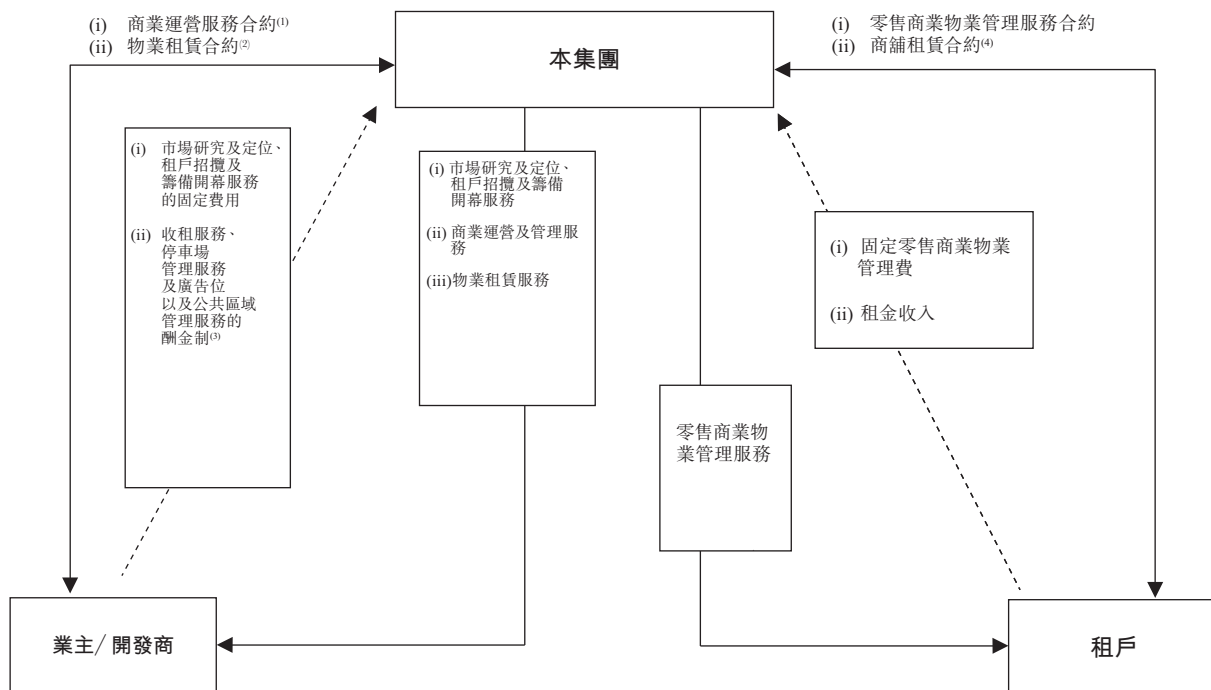 (i) 商業運營服務合約(1)
(ii) 物業租賃合約(2)
本集團
(i) 零售商業物業管理服務合約
(ii) 商舖租賃合約(4)
(i) 市場研究及定位、
租戶招攬及
籌備開幕服務
的固定費用
(ii) 收租服務、
停車場
管理服務
及廣告位
以及公共區域
管理服務的
酬金制(3)
(i) 市場研究及定位、
租戶招攬及籌備
開幕服務
(ii) 商業運營及管理服
務
(iii)物業租賃服務
零售商業物
業管理服務
(i) 固定零售商業物業
管理費
(ii) 租金收入
業主/開發商
租戶